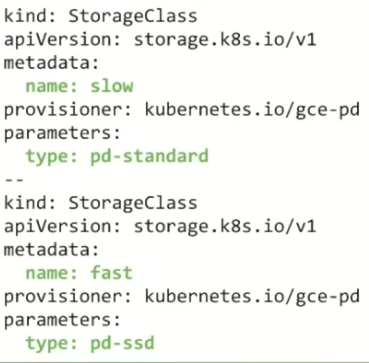 kind: StorageClass
apiVersion: storage.k8s.io/v1
metadata:
  name: slow
provisioner: kubernetes.io/gce-pd
parameters:
  type: pd-standard
--
kind: StorageClass
apiVersion: storage.k8s.io/v1
metadata:
  name: fast
provisioner: kubernetes.io/gce-pd
parameters:
  type: pd-ssd